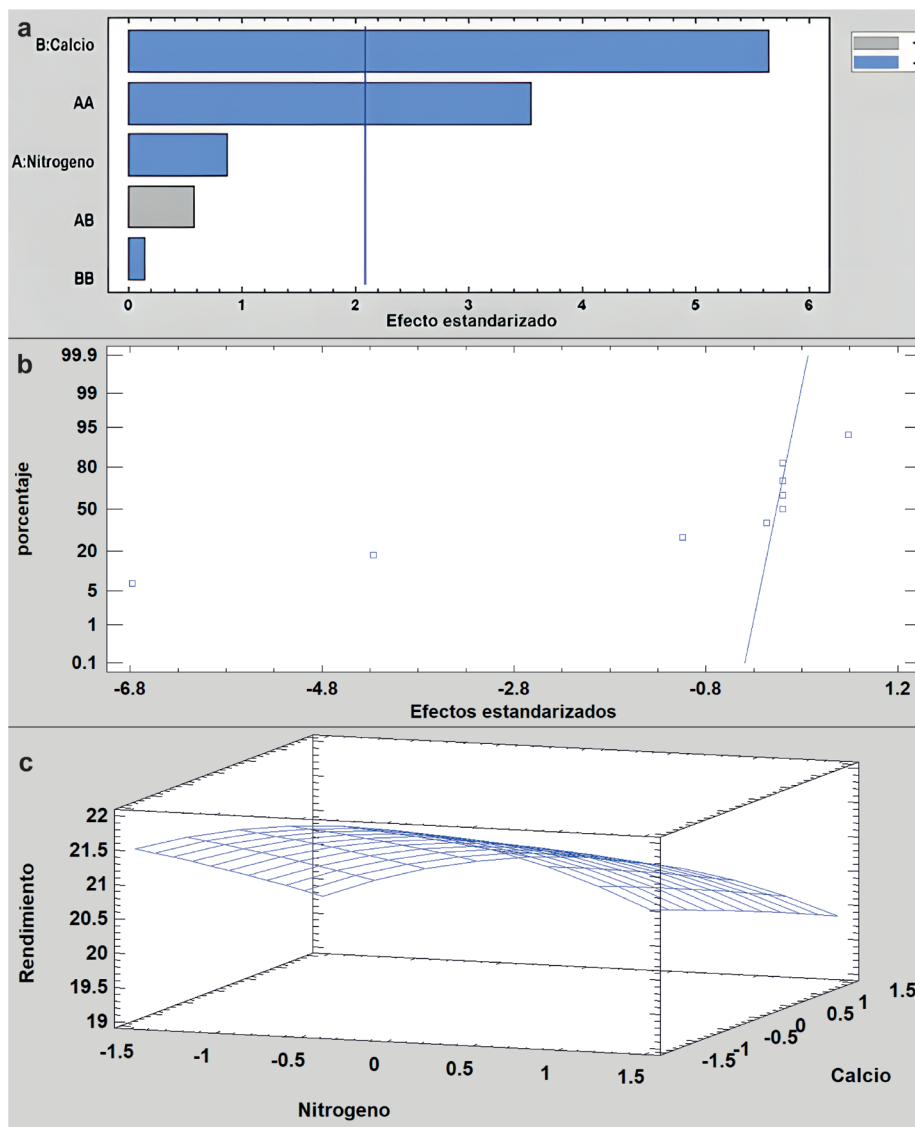 a
B:Calcio
AA
A:Nitrogeno
AB
BB
0 1 2 3 4 5 6
Efecto estandarizado
b
99.9
99
95
80
50
20
5
1
0.1
porcentaje
-6.8 -4.8 -2.8 -0.8 1.2
Efectos estandarizados
c
22
21.5
21
20.5
20
19.5
19
Rendimiento
-1.5 -1 -0.5 0 0.5 1 1.5
Nitrogeno
-1.5 -1 -0.5 0 0.5 1 1.5
Calcio